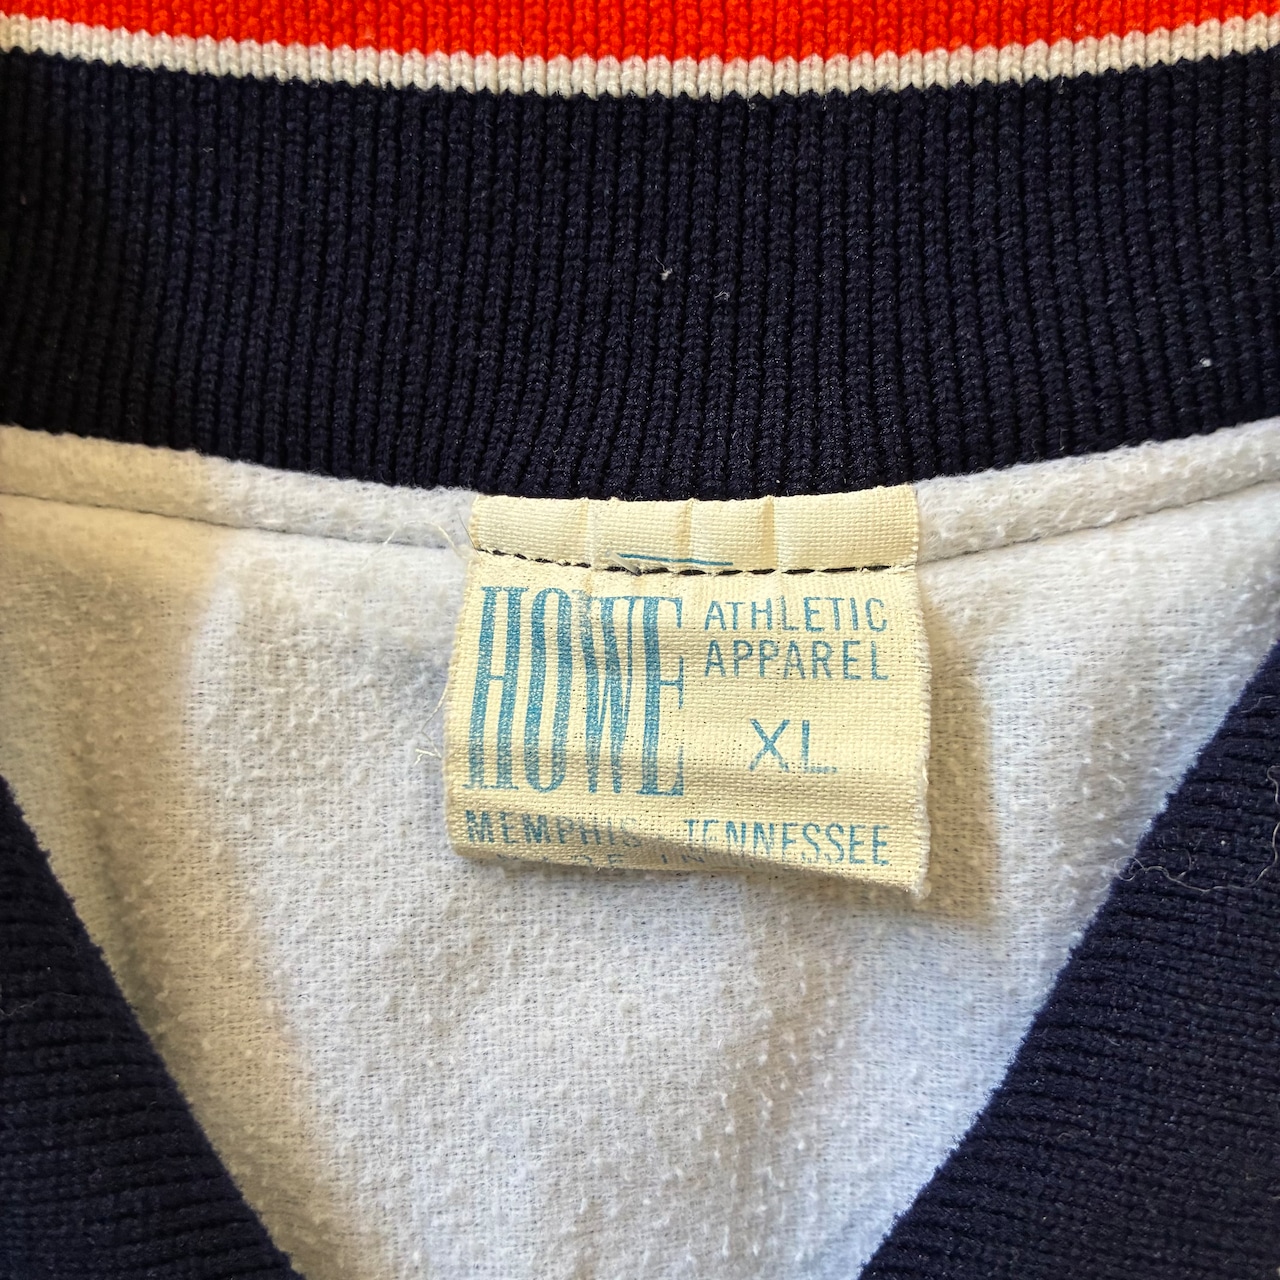 HOWE
ATHLETIC
APPAREL
XL
MEMPHIS, TENNESSEE